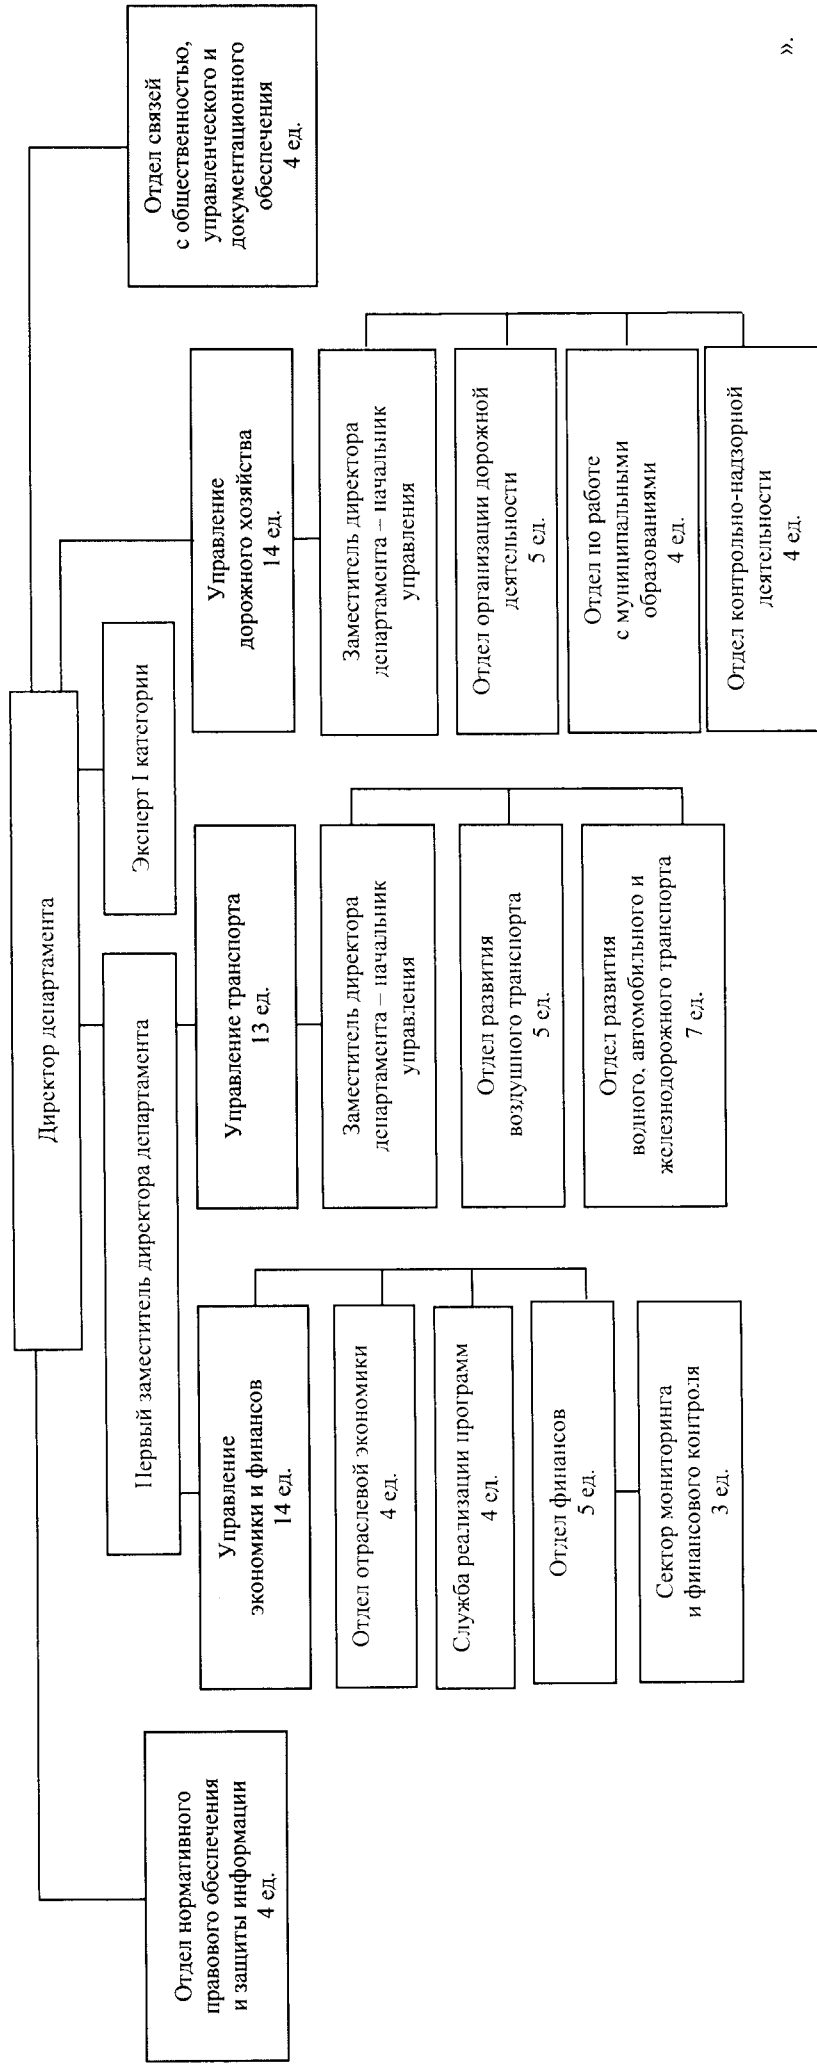 Директор департамента
Первый заместитель директора департамента
Эксперт I категории
Отдел нормативного
правового обеспечения
и защиты информации
4 ед.
Управление
экономики и финансов
14 ед.
Отдел отраслевой экономики
4 ед.
Служба реализации программ
4 ед.
Отдел финансов
5 ед.
Сектор мониторинга
и финансового контроля
3 ед.
Управление транспорта
13 ед.
Заместитель директора
департамента – начальник
управления
Отдел развития
воздушного транспорта
5 ед.
Отдел развития
водного, автомобильного и
железнодорожного транспорта
7 ед.
Управление
дорожного хозяйства
14 ед.
Заместитель директора
департамента – начальник
управления
Отдел организации дорожной
деятельности
5 ед.
Отдел по работе
с муниципальными
образованиями
4 ед.
Отдел контрольно-надзорной
деятельности
4 ед.
Отдел связей
с общественностью,
управленческого и
документационного
обеспечения
4 ед.
».